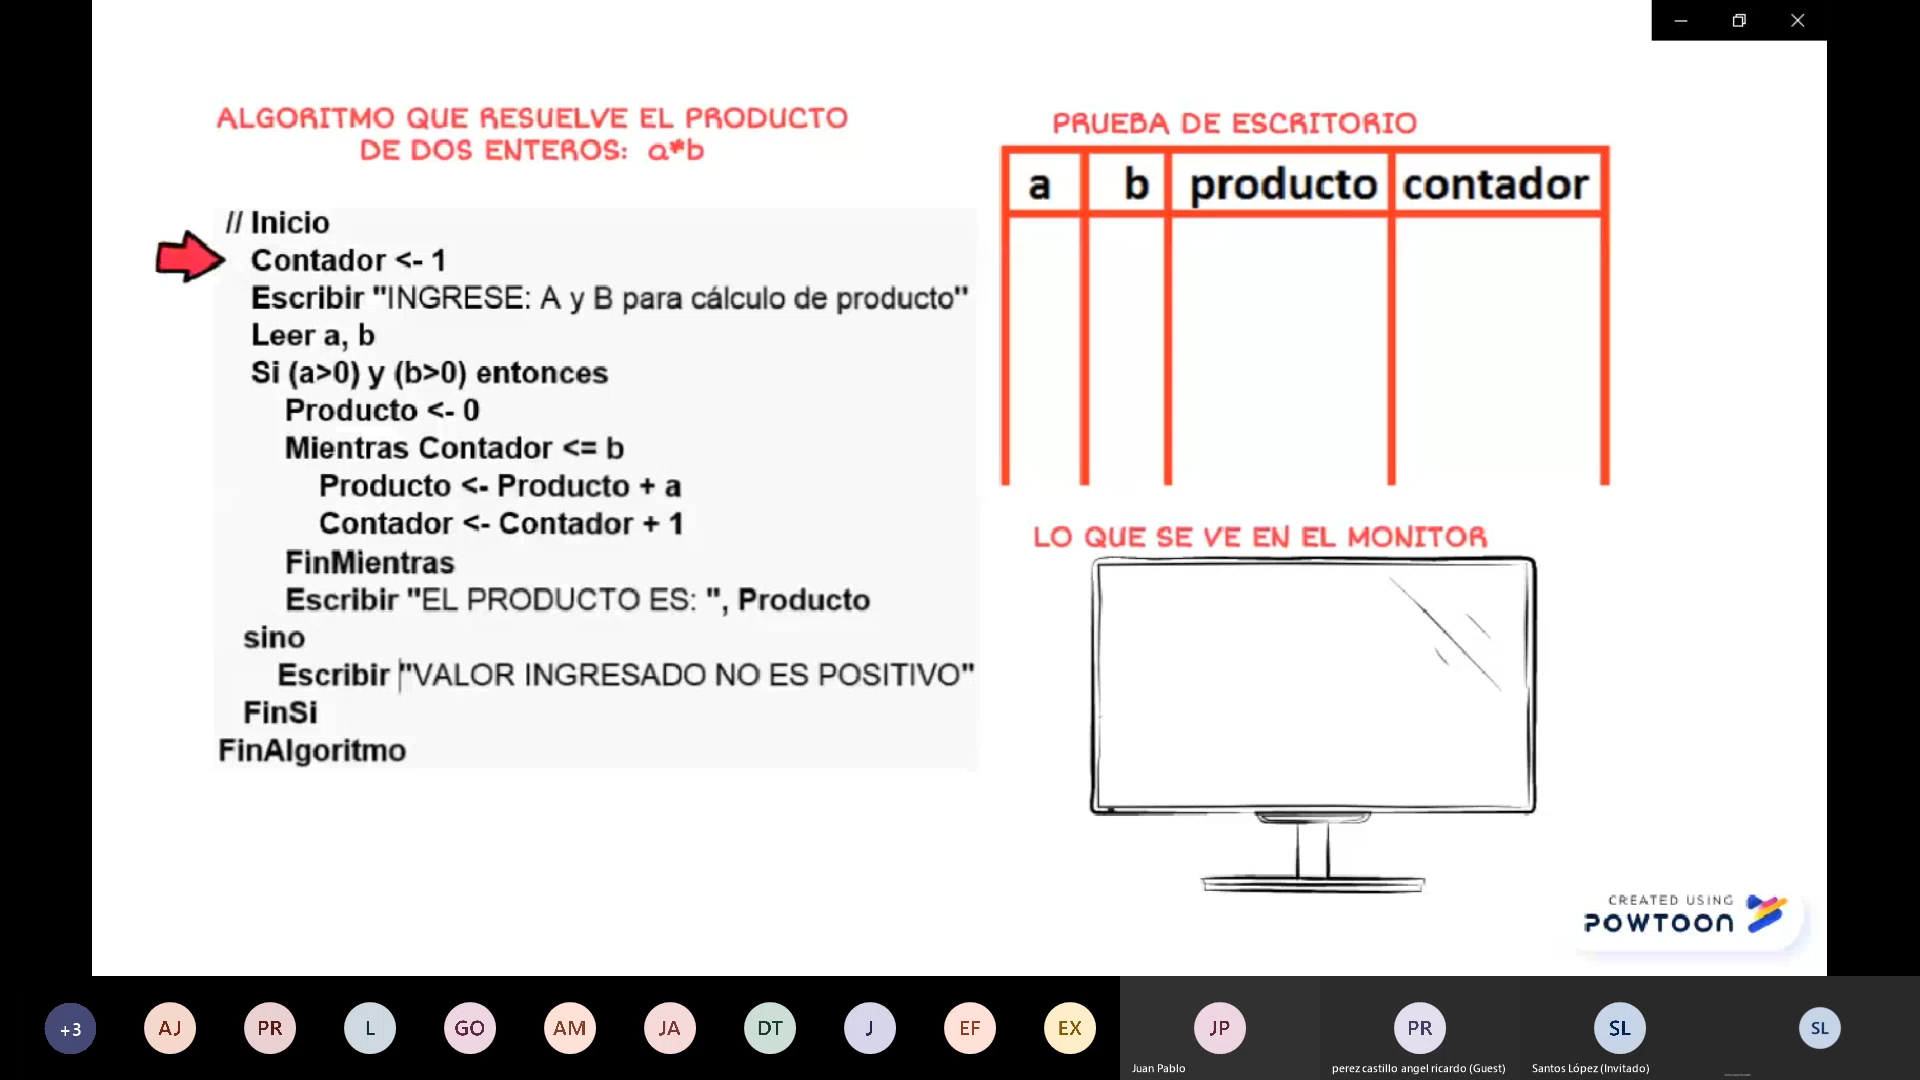 ALGORITMO QUE RESUELVE EL PRODUCTO
DE DOS ENTEROS: a*b
// Inicio
Contador <- 1
Escribir "INGRESE: A y B para cálculo de producto"
Leer a, b
Si (a>0) y (b>0) entonces
Producto <- 0
Mientras Contador <= b
Producto <- Producto + a
Contador <- Contador + 1
FinMientras
Escribir "EL PRODUCTO ES: ", Producto
sino
Escribir "VALOR INGRESADO NO ES POSITIVO"
FinSi
FinAlgoritmo
PRUEBA DE ESCRITORIO
a b producto contador
LO QUE SE VE EN EL MONITOR
CREATED USING
POWTOON
+3 AJ PR L GO AM JA DT J EF EX JP PR SL SL
Juan Pablo perez castillo angel ricardo (Guest) Santos López (Invitado)